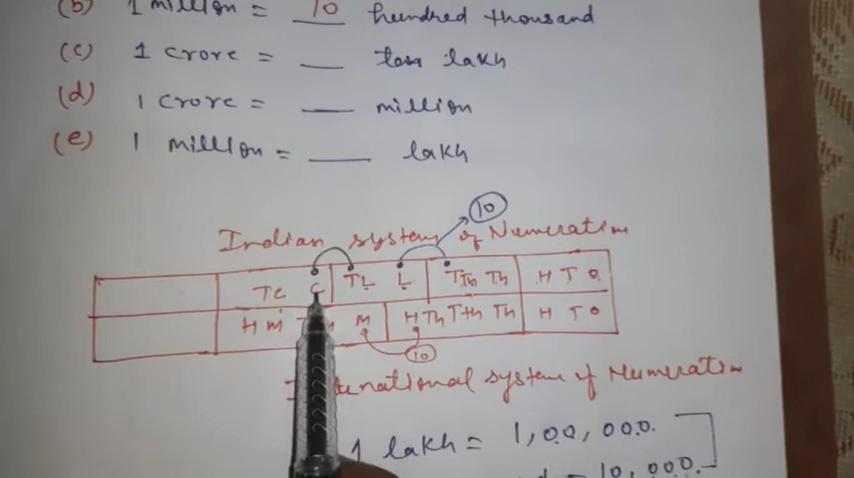 (b) 1 million = 10 hundred thousand
(c) 1 crore = ___ ten lakh
(d) 1 crore = ___ million
(e) 1 million = ___ lakh
10
Indian system of Numeration
TC C TL L TTh Th H T O
H M M H Th Tth Th H T O
10
national system of Numeration
1 lakh = 1,00,000.
= 10,000.